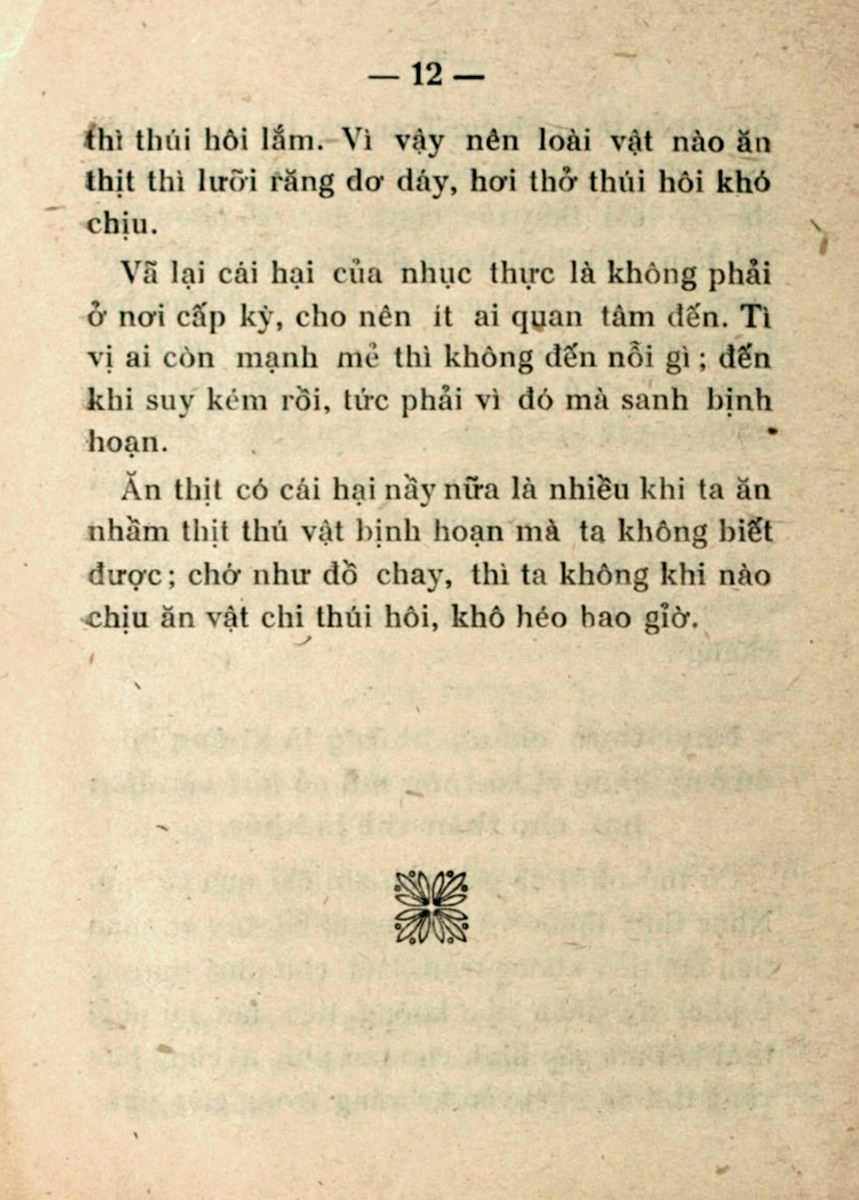 — 12 —
thì thúi hôi lắm. Vì vậy nên loài vật nào ăn
thịt thì lưỡi răng dơ dáy, hơi thở thúi hôi khó
chịu.
Vã lại cái hại của nhục thực là không phải
ở nơi cấp kỳ, cho nên ít ai quan tâm đến. Tì
vị ai còn mạnh mẻ thì không đến nỗi gì ; đến
khi suy kém rồi, tức phải vì đó mà sanh bịnh
hoạn.
Ăn thịt có cái hại nầy nữa là nhiều khi ta ăn
nhầm thịt thú vật bịnh hoạn mà ta không biết
được ; chớ như đồ chay, thì ta không khi nào
chịu ăn vật chi thúi hôi, khô héo bao giờ.